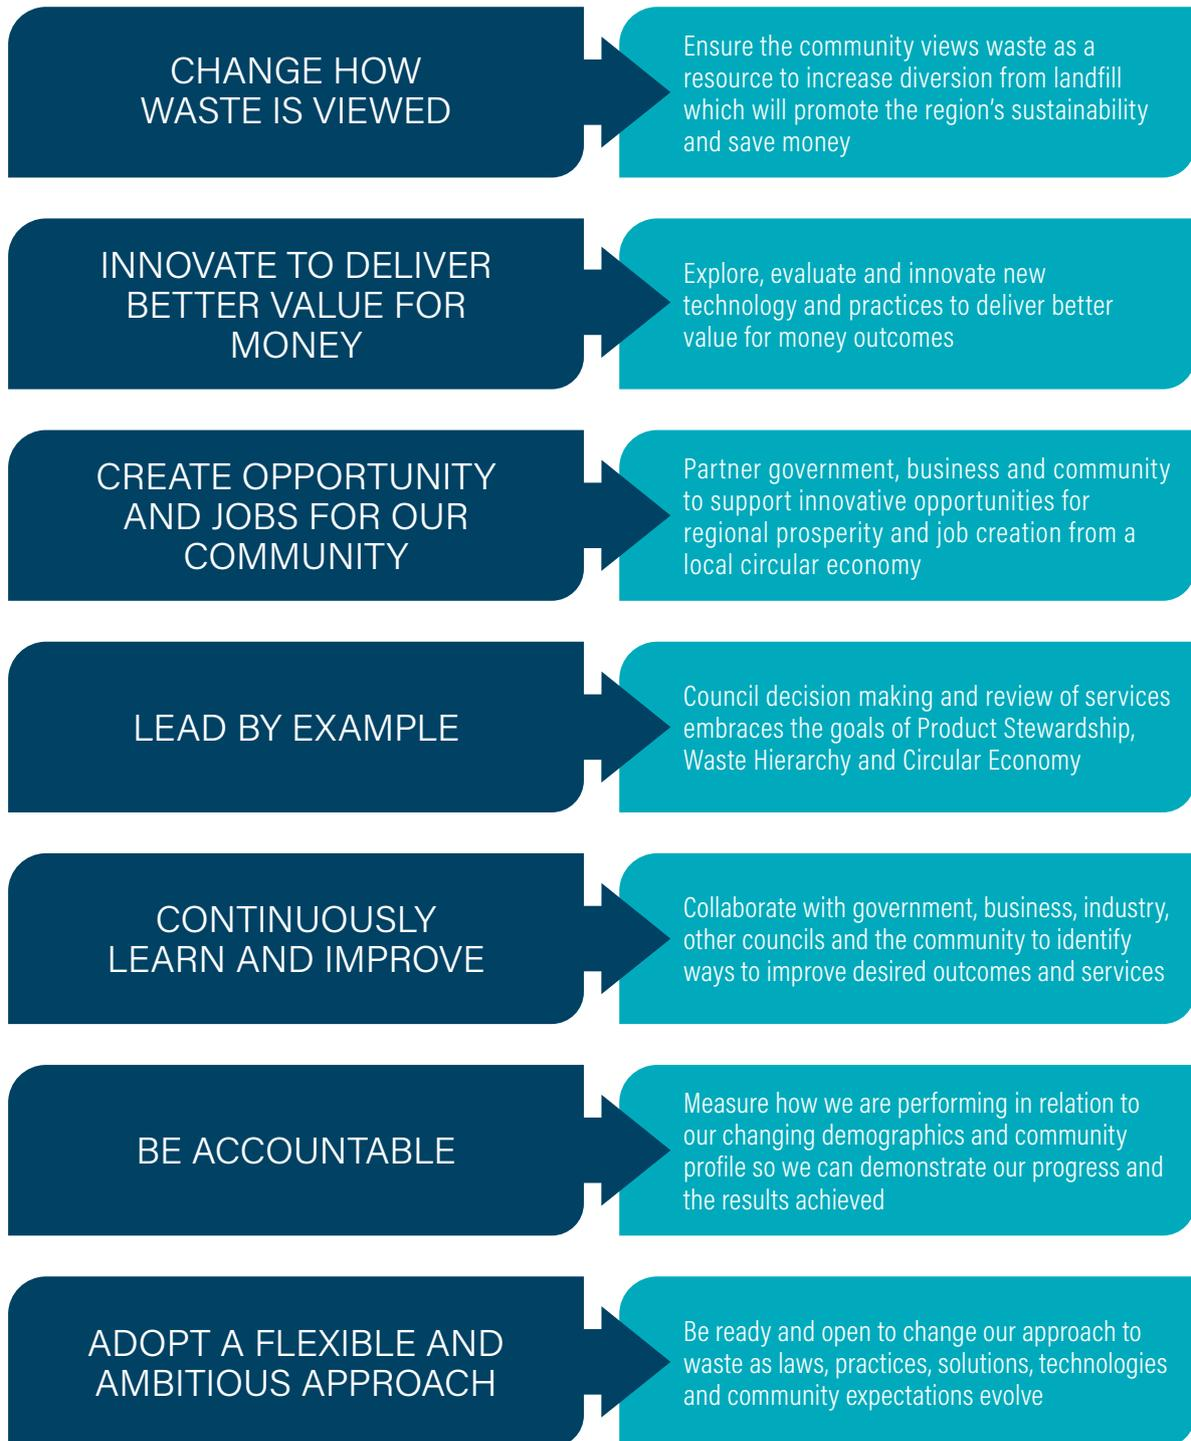 CHANGE HOW
WASTE IS VIEWED
Ensure the community views waste as a
resource to increase diversion from landfill
which will promote the region's sustainability
and save money
INNOVATE TO DELIVER
BETTER VALUE FOR
MONEY
Explore, evaluate and innovate new
technology and practices to deliver better
value for money outcomes
CREATE OPPORTUNITY
AND JOBS FOR OUR
COMMUNITY
Partner government, business and community
to support innovative opportunities for
regional prosperity and job creation from a
local circular economy
LEAD BY EXAMPLE
Council decision making and review of services
embraces the goals of Product Stewardship,
Waste Hierarchy and Circular Economy
CONTINUOUSLY
LEARN AND IMPROVE
Collaborate with government, business, industry,
other councils and the community to identify
ways to improve desired outcomes and services
BE ACCOUNTABLE
Measure how we are performing in relation to
our changing demographics and community
profile so we can demonstrate our progress and
the results achieved
ADOPT A FLEXIBLE AND
AMBITIOUS APPROACH
Be ready and open to change our approach to
waste as laws, practices, solutions, technologies
and community expectations evolve